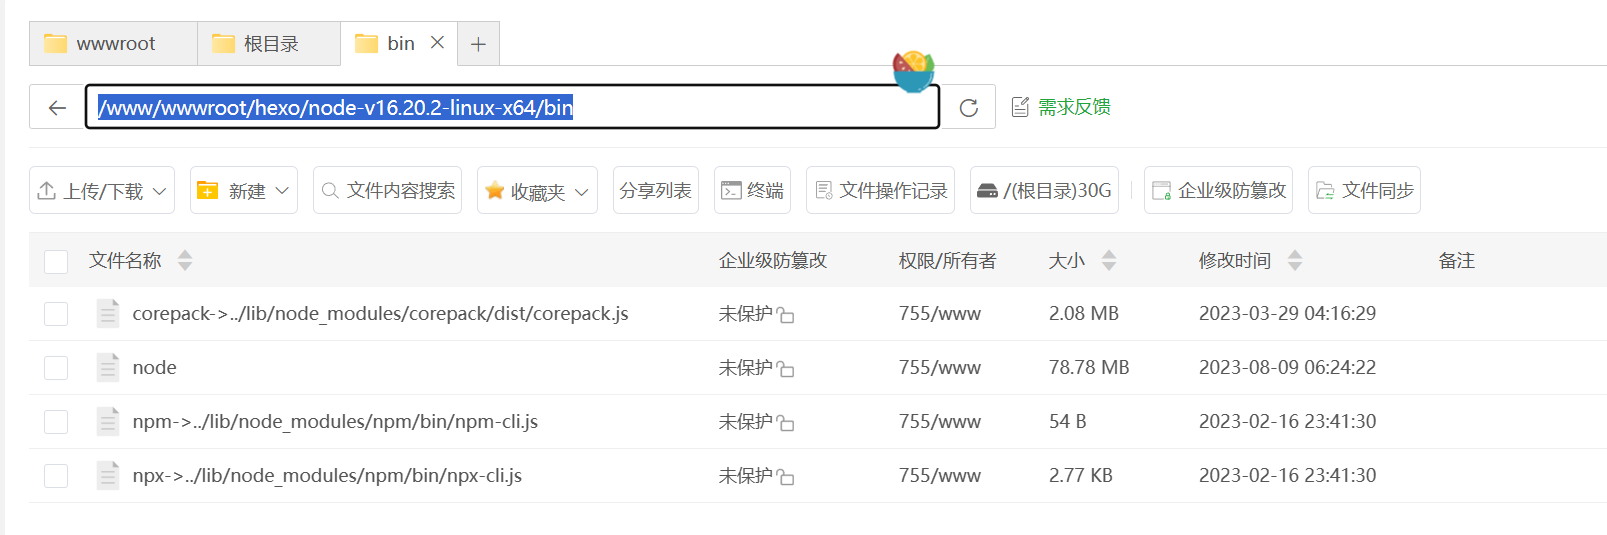 wwwroot 根目录 bin
/www/wwwroot/hexo/node-v16.20.2-linux-x64/bin 需求反馈
上传/下载 新建 文件内容搜索 收藏夹 分享列表 终端 文件操作记录 /(根目录)30G 企业级防篡改 文件同步
文件名称 企业级防篡改 权限/所有者 大小 修改时间 备注
corepack->../lib/node_modules/corepack/dist/corepack.js 未保护 755/www 2.08 MB 2023-03-29 04:16:29
node 未保护 755/www 78.78 MB 2023-08-09 06:24:22
npm->../lib/node_modules/npm/bin/npm-cli.js 未保护 755/www 54 B 2023-02-16 23:41:30
npx->../lib/node_modules/npm/bin/npx-cli.js 未保护 755/www 2.77 KB 2023-02-16 23:41:30